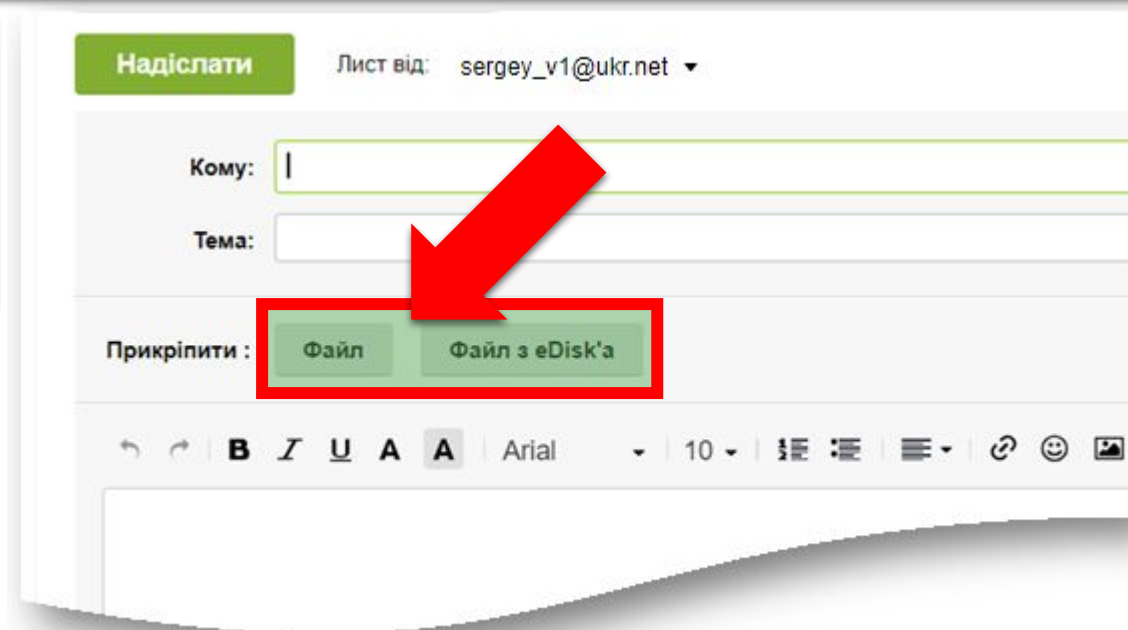 Надіслати Лист від: sergey_v1@ukr.net
Кому:
Тема:
Прикріпити : Файл Файл з eDisk'а
B I U A A Arial 10